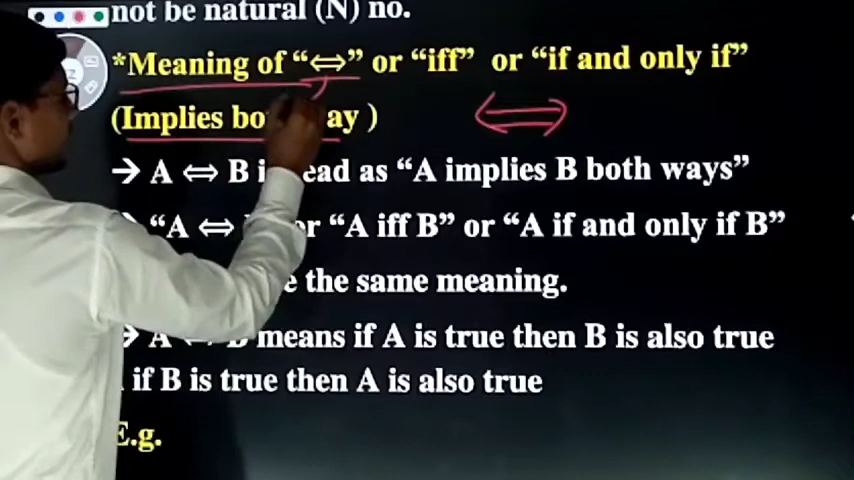 not be natural (N) no.
*Meaning of “⇔” or “iff” or “if and only if”
(Implies bo ay ) ⇔
→ A ⇔ B i ead as “A implies B both ways”
“A ⇔ or “A iff B” or “A if and only if B”
e the same meaning.
→ A ⇔ B means if A is true then B is also true
if B is true then A is also true
E.g.